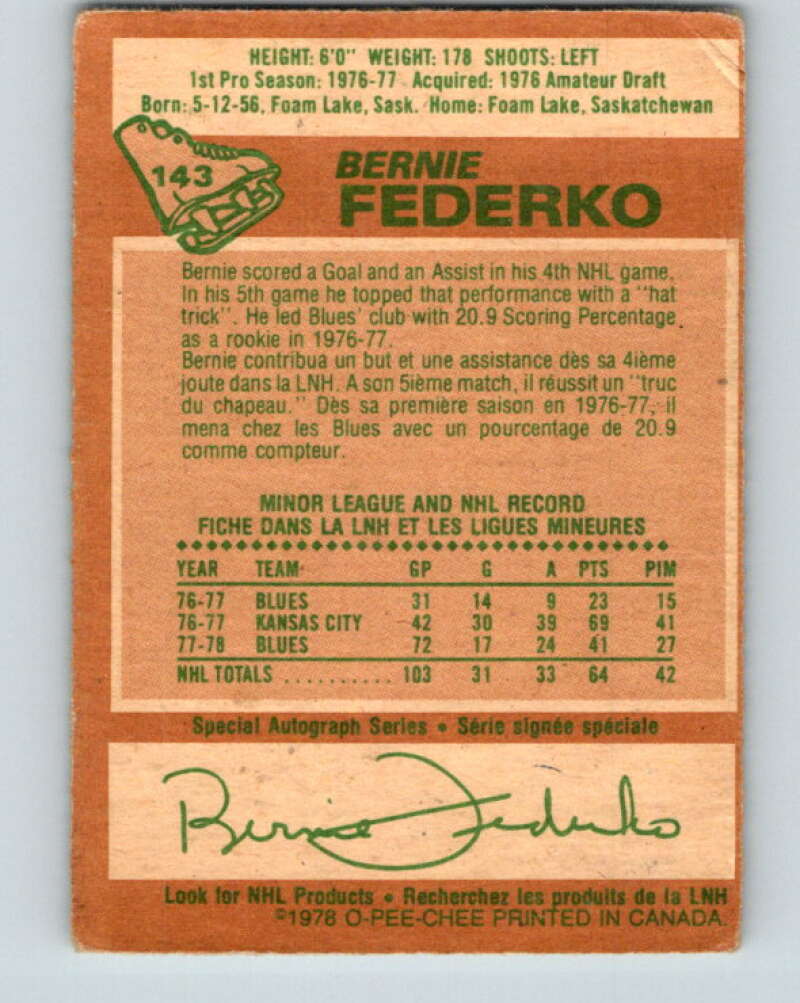 HEIGHT: 6'0" WEIGHT: 178 SHOOTS: LEFT
1st Pro Season: 1976-77 Acquired: 1976 Amateur Draft
Born: 5-12-56, Foam Lake, Sask. Home: Foam Lake, Saskatchewan
143
BERNIE
FEDERKO
Bernie scored a Goal and an Assist in his 4th NHL game.
In his 5th game he topped that performance with a "hat
trick". He led Blues' club with 20.9 Scoring Percentage
as a rookie in 1976-77.
Bernie contribua un but et une assistance dès sa 4ième
joute dans la LNH. A son 5ième match, il réussit un "truc
du chapeau." Dès sa première saison en 1976-77, il
mena chez les Blues avec un pourcentage de 20.9
comme compteur.
MINOR LEAGUE AND NHL RECORD
FICHE DANS LA LNH ET LES LIGUES MINEURES
YEAR TEAM GP G A PTS PIM
76-77 BLUES 31 14 9 23 15
76-77 KANSAS CITY 42 30 39 69 41
77-78 BLUES 72 17 24 41 27
NHL TOTALS .......... 103 31 33 64 42
Special Autograph Series • Série signée spéciale
Bernie Federko
Look for NHL Products • Recherchez les produits de la LNH
©1978 O-PEE-CHEE PRINTED IN CANADA.